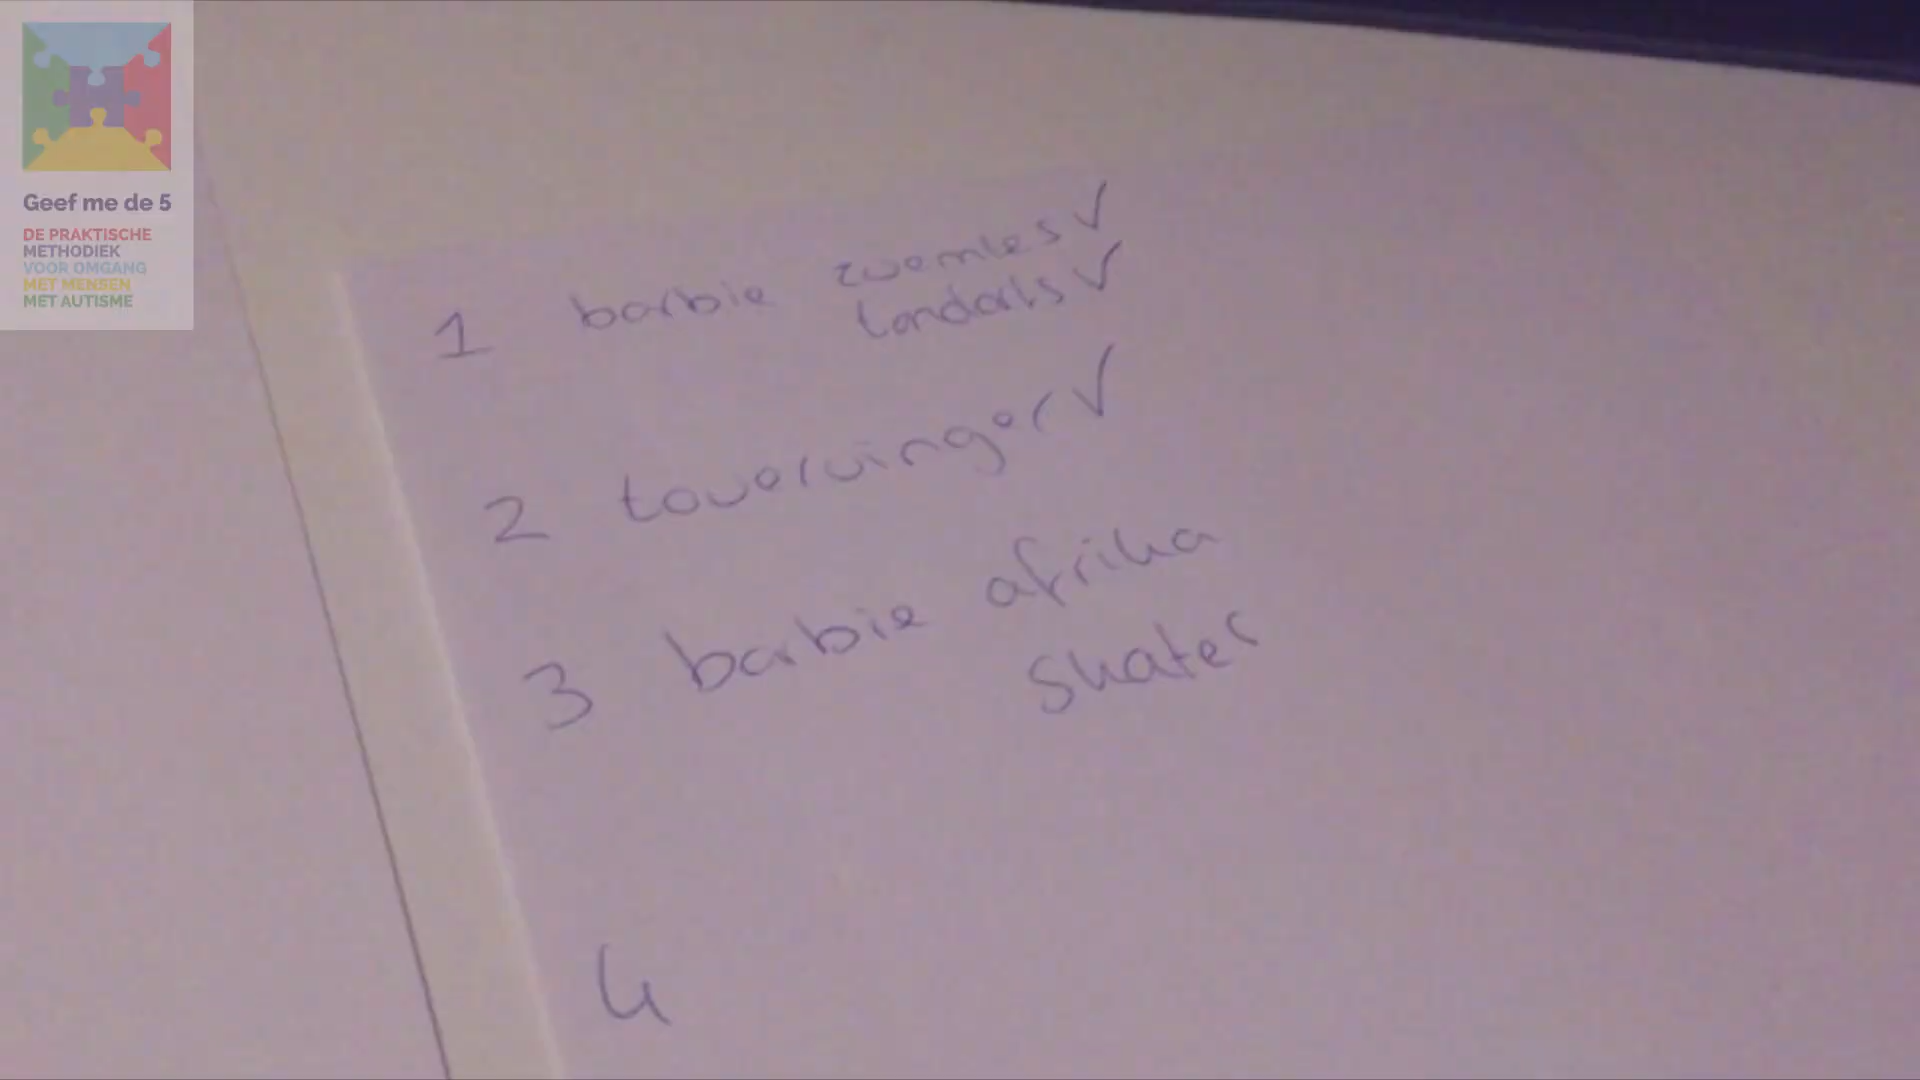 Geef me de 5
DE PRAKTISCHE
METHODIEK
VOOR OMGANG
MET MENSEN
MET AUTISME
1 barbie zwemles √
tandarts √
2 tovervinger √
3 barbie afrika
skater
4